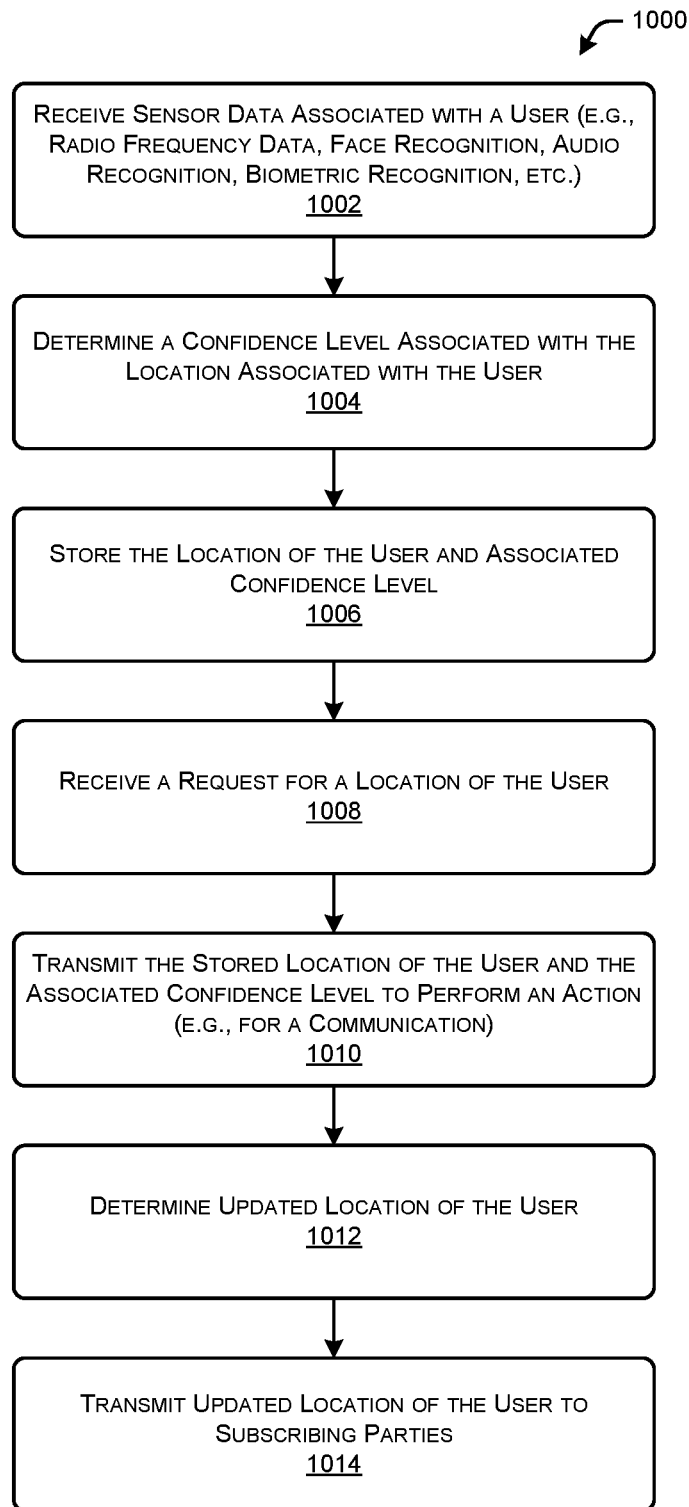 1000
RECEIVE SENSOR DATA ASSOCIATED WITH A USER (E.G.,
RADIO FREQUENCY DATA, FACE RECOGNITION, AUDIO
RECOGNITION, BIOMETRIC RECOGNITION, ETC.)
1002
DETERMINE A CONFIDENCE LEVEL ASSOCIATED WITH THE
LOCATION ASSOCIATED WITH THE USER
1004
STORE THE LOCATION OF THE USER AND ASSOCIATED
CONFIDENCE LEVEL
1006
RECEIVE A REQUEST FOR A LOCATION OF THE USER
1008
TRANSMIT THE STORED LOCATION OF THE USER AND THE
ASSOCIATED CONFIDENCE LEVEL TO PERFORM AN ACTION
(E.G., FOR A COMMUNICATION)
1010
DETERMINE UPDATED LOCATION OF THE USER
1012
TRANSMIT UPDATED LOCATION OF THE USER TO
SUBSCRIBING PARTIES
1014